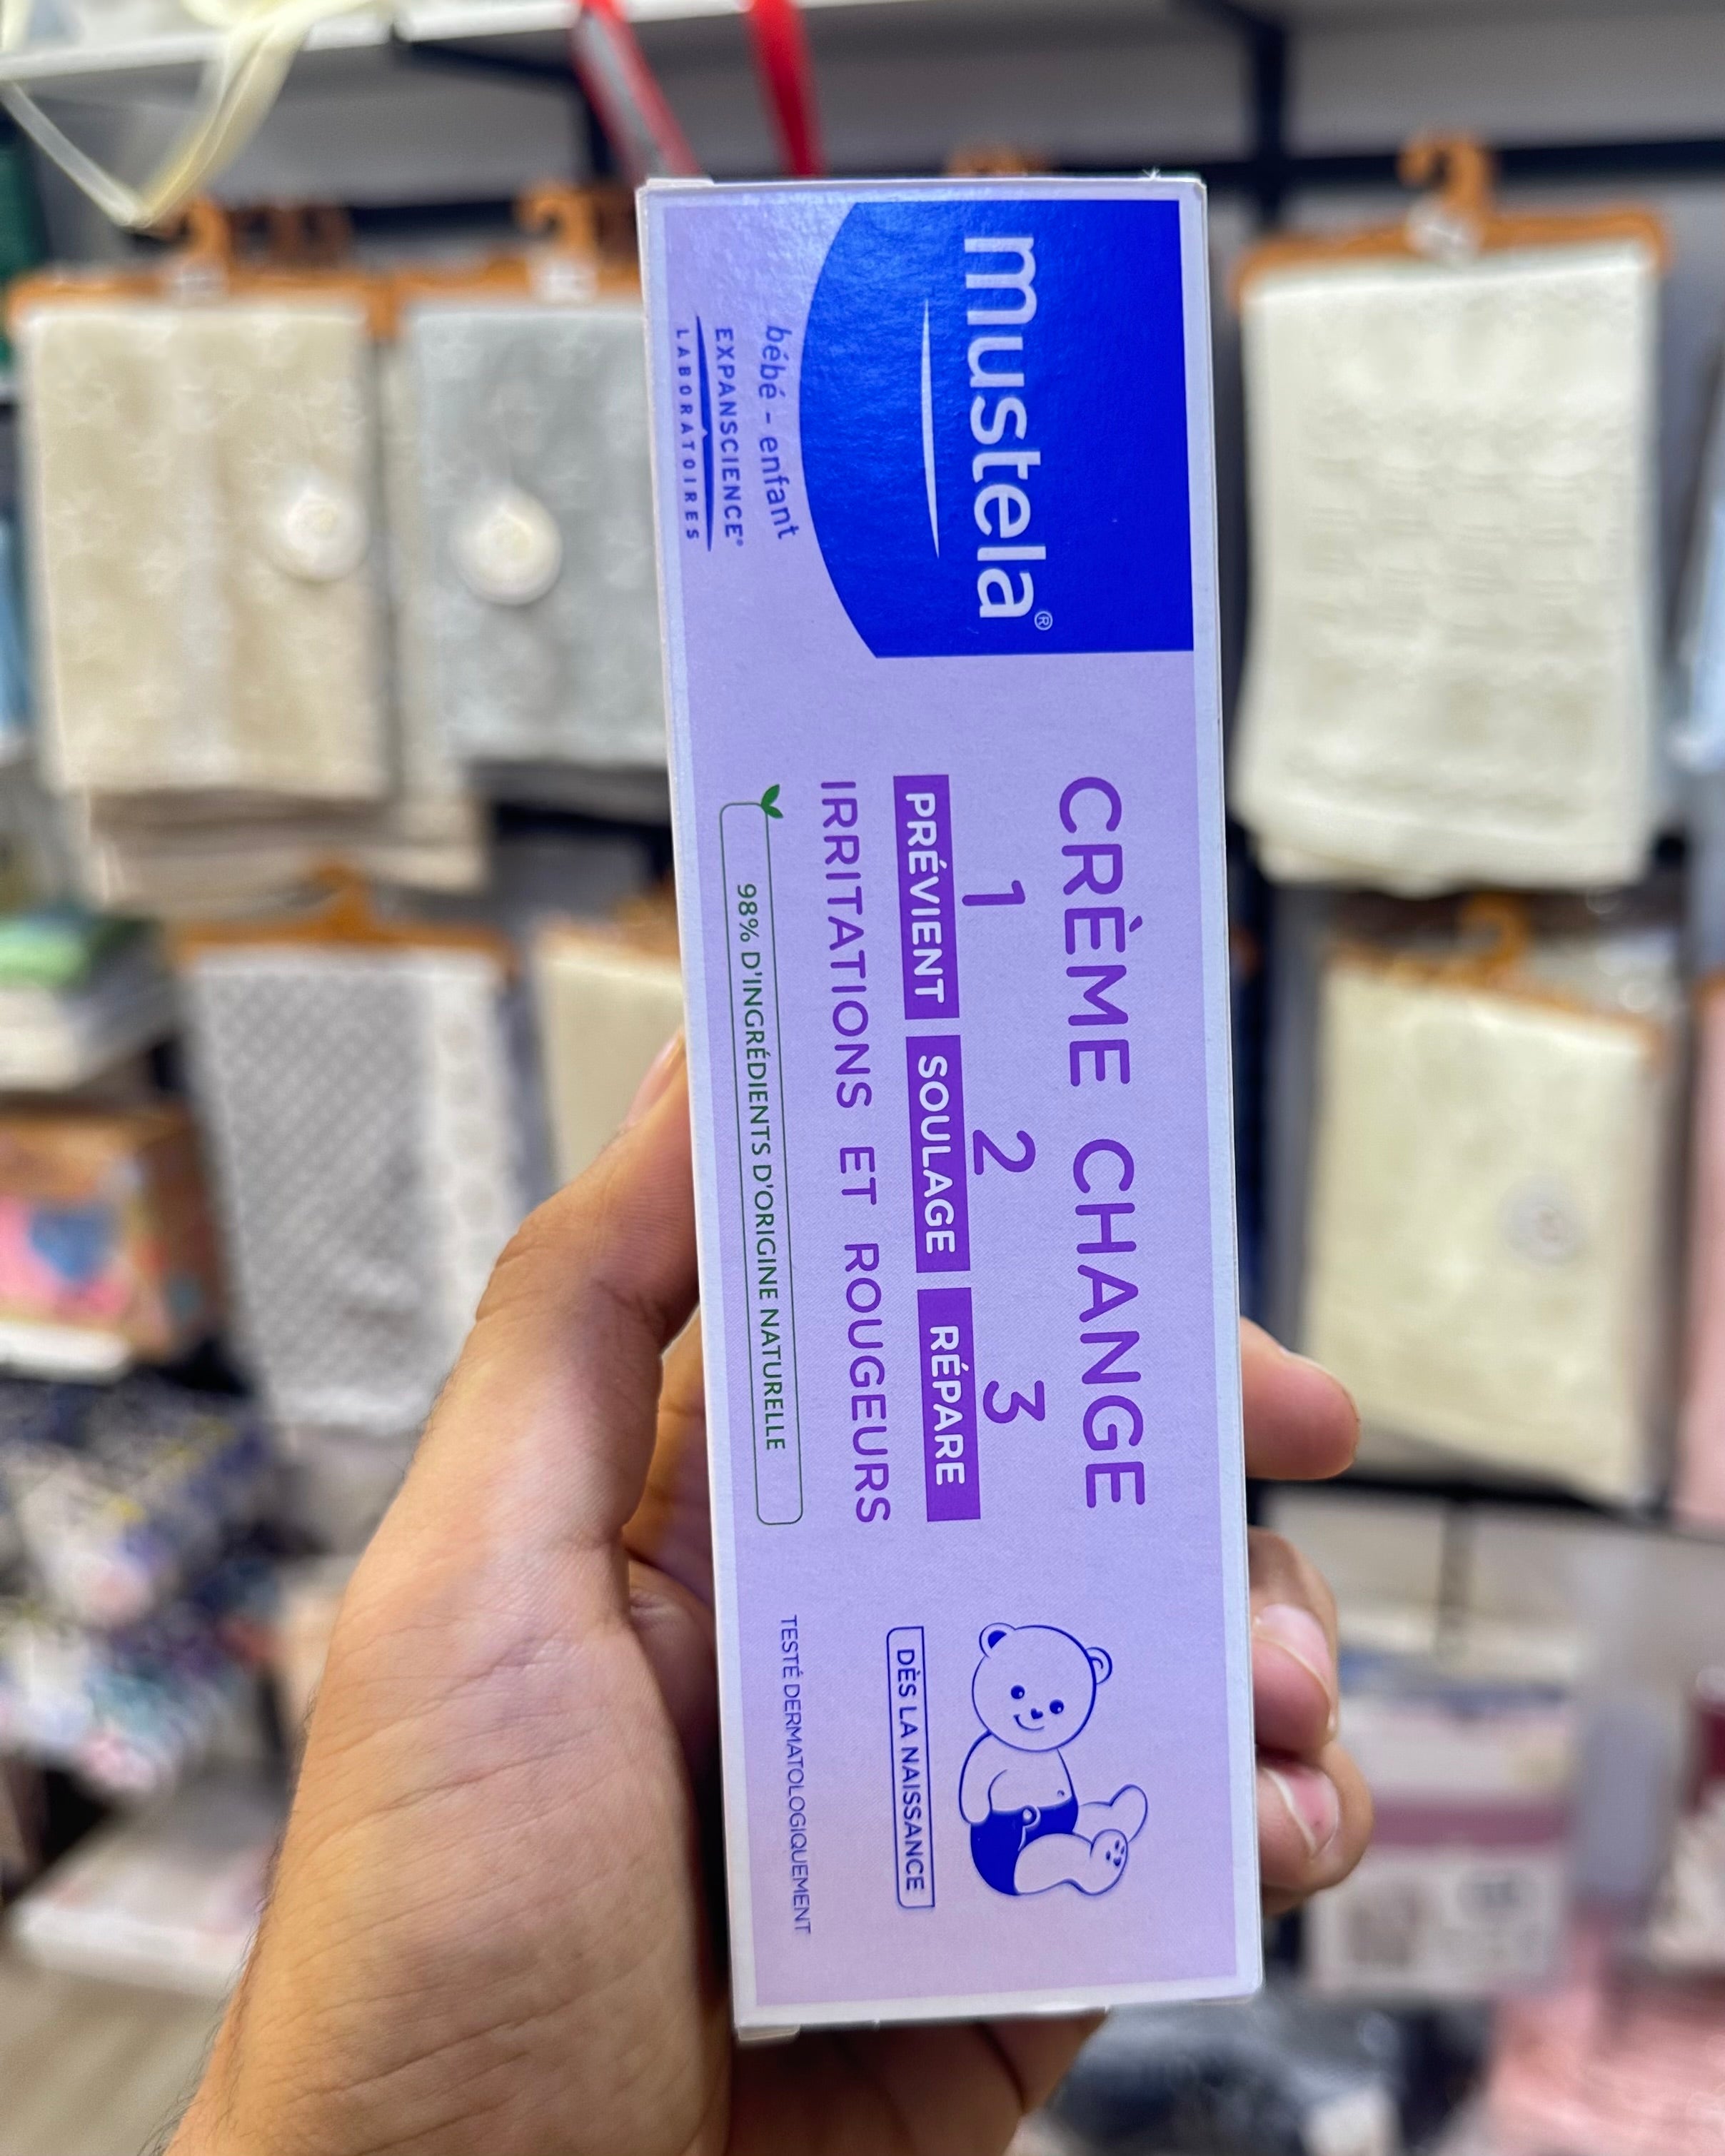 mustela®
bébé - enfant
EXPANSCIENCE®
LABORATOIRES
CRÈME CHANGE
1 2 3
PRÉVIENT SOULAGE RÉPARE
IRRITATIONS ET ROUGEURS
98% D'INGRÉDIENTS D'ORIGINE NATURELLE
DÈS LA NAISSANCE
TESTÉ DERMATOLOGIQUEMENT